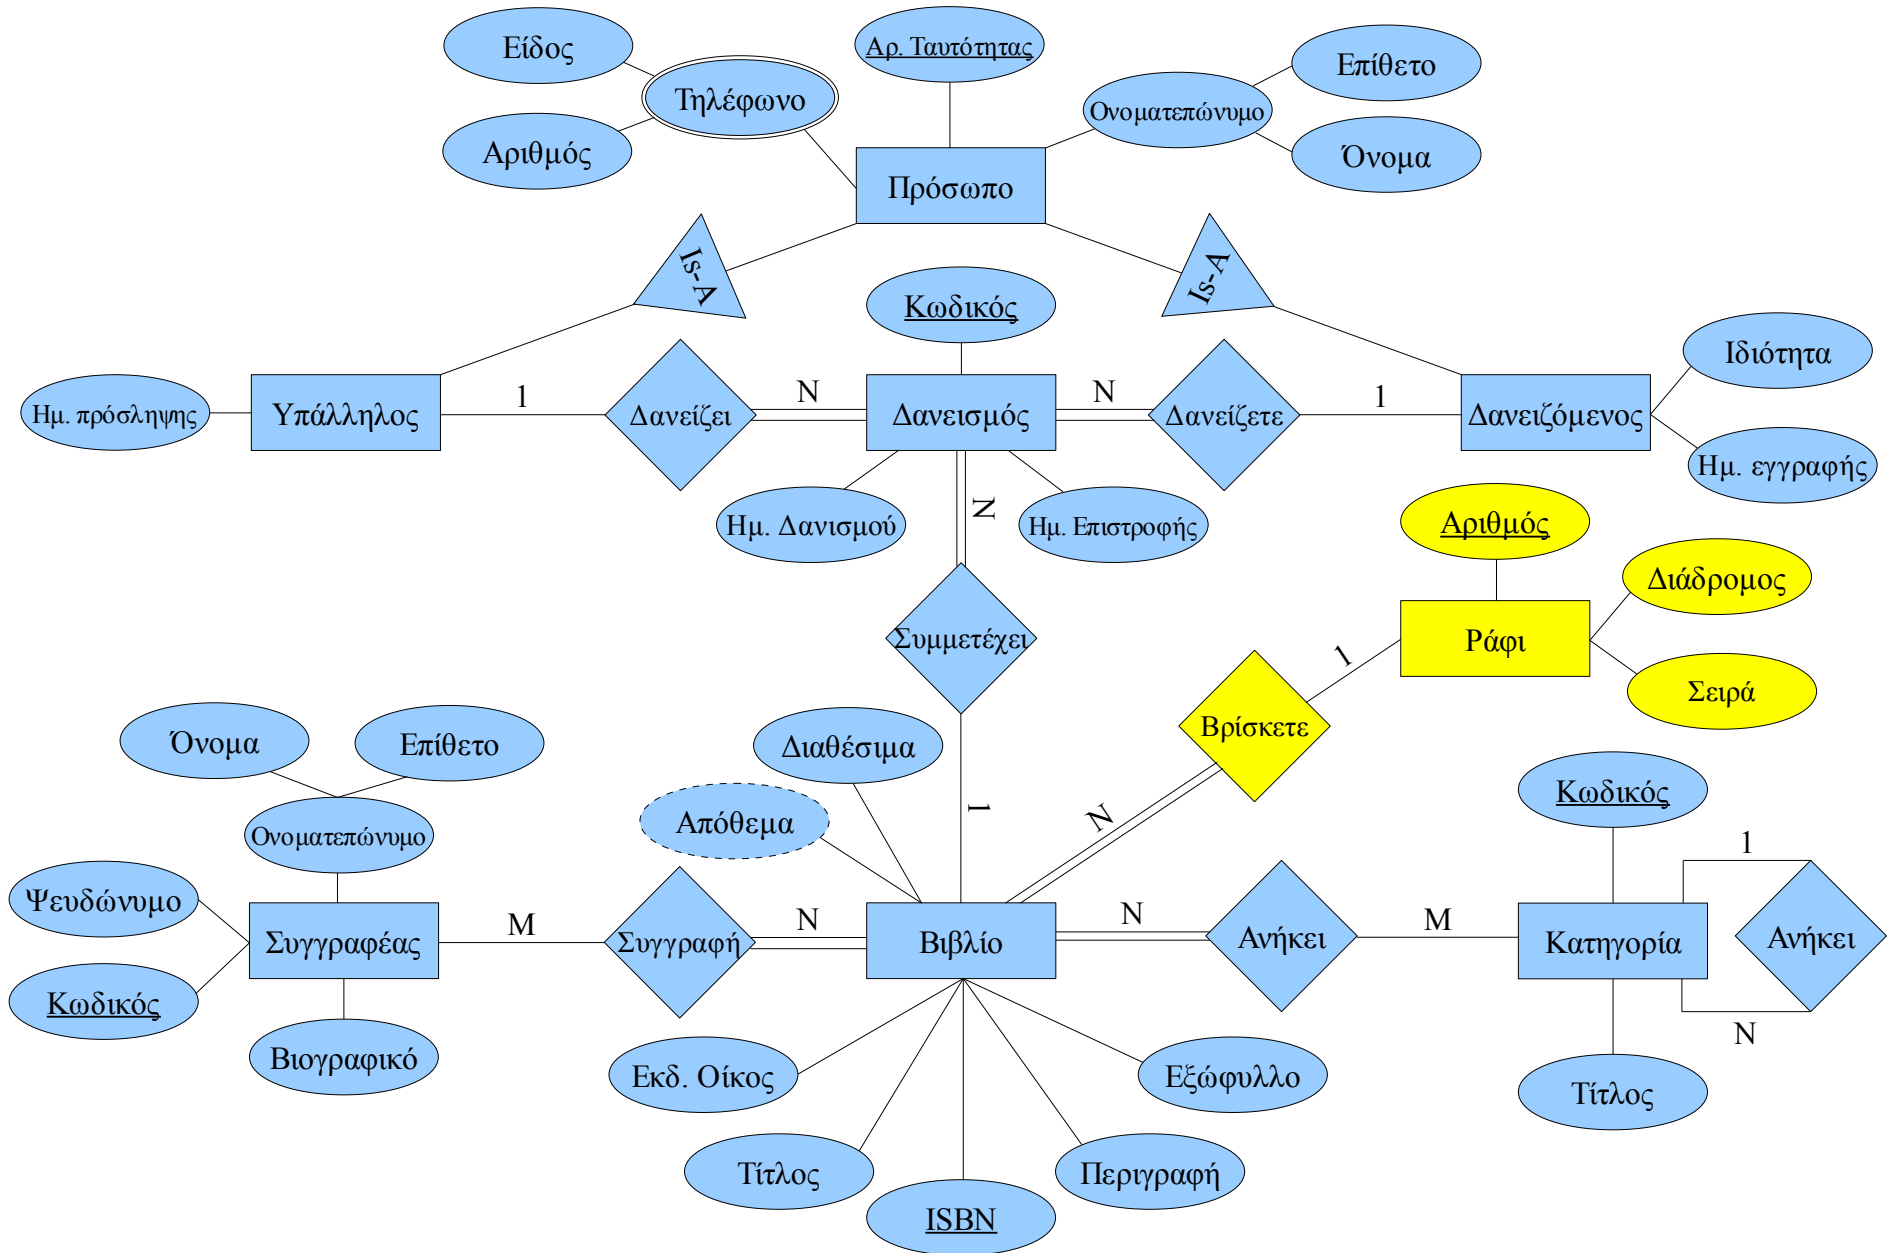 Είδος
Αρ. Ταυτότητας
Επίθετο
Τηλέφωνο
Ονοματεπώνυμο
Αριθμός
Όνομα
Πρόσωπο
Is-A
Is-A
Κωδικός
Ιδιότητα
Ημ. πρόσληψης
Υπάλληλος
1
Δανείζει
N
Δανεισμός
N
Δανείζετε
1
Δανειζόμενος
Ημ. εγγραφής
Ημ. Δανισμού
N
Ημ. Επιστροφής
Αριθμός
Διάδρομος
Συμμετέχει
1
Ράφι
Σειρά
Βρίσκετε
Όνομα
Επίθετο
Διαθέσιμα
Απόθεμα
1
N
Κωδικός
Ονοματεπώνυμο
1
Ψευδώνυμο
Συγγραφέας
M
Συγγραφή
N
Βιβλίο
N
Ανήκει
M
Κατηγορία
Ανήκει
Κωδικός
N
Βιογραφικό
Εκδ. Οίκος
Εξώφυλλο
Τίτλος
Τίτλος
Περιγραφή
ISBN